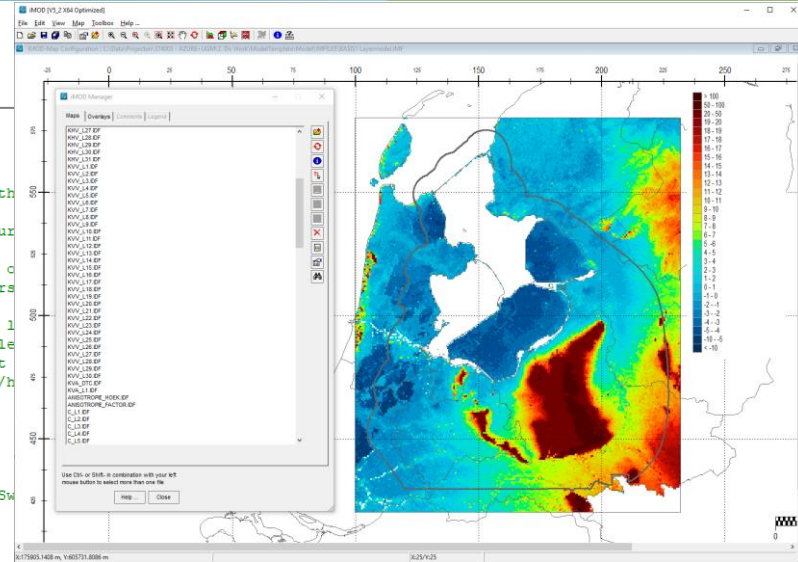 iMOD [V5_2 X64 Optimized]
File Edit View Map Toolbox Help ...
-25 0 25 50 75 100 125 150 175 200 225 250 275
iMOD Manager
Maps Overlays Comments Legend
KHV_L27.IDF
KHV_L28.IDF
KHV_L29.IDF
KHV_L30.IDF
KHV_L31.IDF
KVV_L1.IDF
KVV_L2.IDF
KVV_L3.IDF
KVV_L4.IDF
KVV_L5.IDF
KVV_L6.IDF
KVV_L7.IDF
KVV_L8.IDF
KVV_L9.IDF
KVV_L10.IDF
KVV_L11.IDF
KVV_L12.IDF
KVV_L13.IDF
KVV_L14.IDF
KVV_L15.IDF
KVV_L16.IDF
KVV_L17.IDF
KVV_L18.IDF
KVV_L19.IDF
KVV_L20.IDF
KVV_L21.IDF
KVV_L22.IDF
KVV_L23.IDF
KVV_L24.IDF
KVV_L25.IDF
KVV_L26.IDF
KVV_L27.IDF
KVV_L28.IDF
KVV_L29.IDF
KVV_L30.IDF
KVA_DTC.IDF
KVA_L1.IDF
ANISOTROPIE_HOEK.IDF
ANISOTROPIE_FACTOR.IDF
C_L1.IDF
C_L2.IDF
C_L3.IDF
C_L4.IDF
C_L5.IDF
Use Ctrl- or Shift- in combination with your left
mouse button to select more than one file
Help ... Close
> 100
50 - 100
20 - 50
19 - 20
18 - 19
17 - 18
16 - 17
15 - 16
14 - 15
13 - 14
12 - 13
11 - 12
10 - 11
9 - 10
8 - 9
7 - 8
6 - 7
5 - 6
4 - 5
3 - 4
2 - 3
1 - 2
0 - 1
-1 - 0
-2 - -1
-3 - -2
-4 - -3
-5 - -4
-10 - -5
< -10
550
500
450
0
X:175905.1408 m, Y:605731.8086 m X:25/Y:25